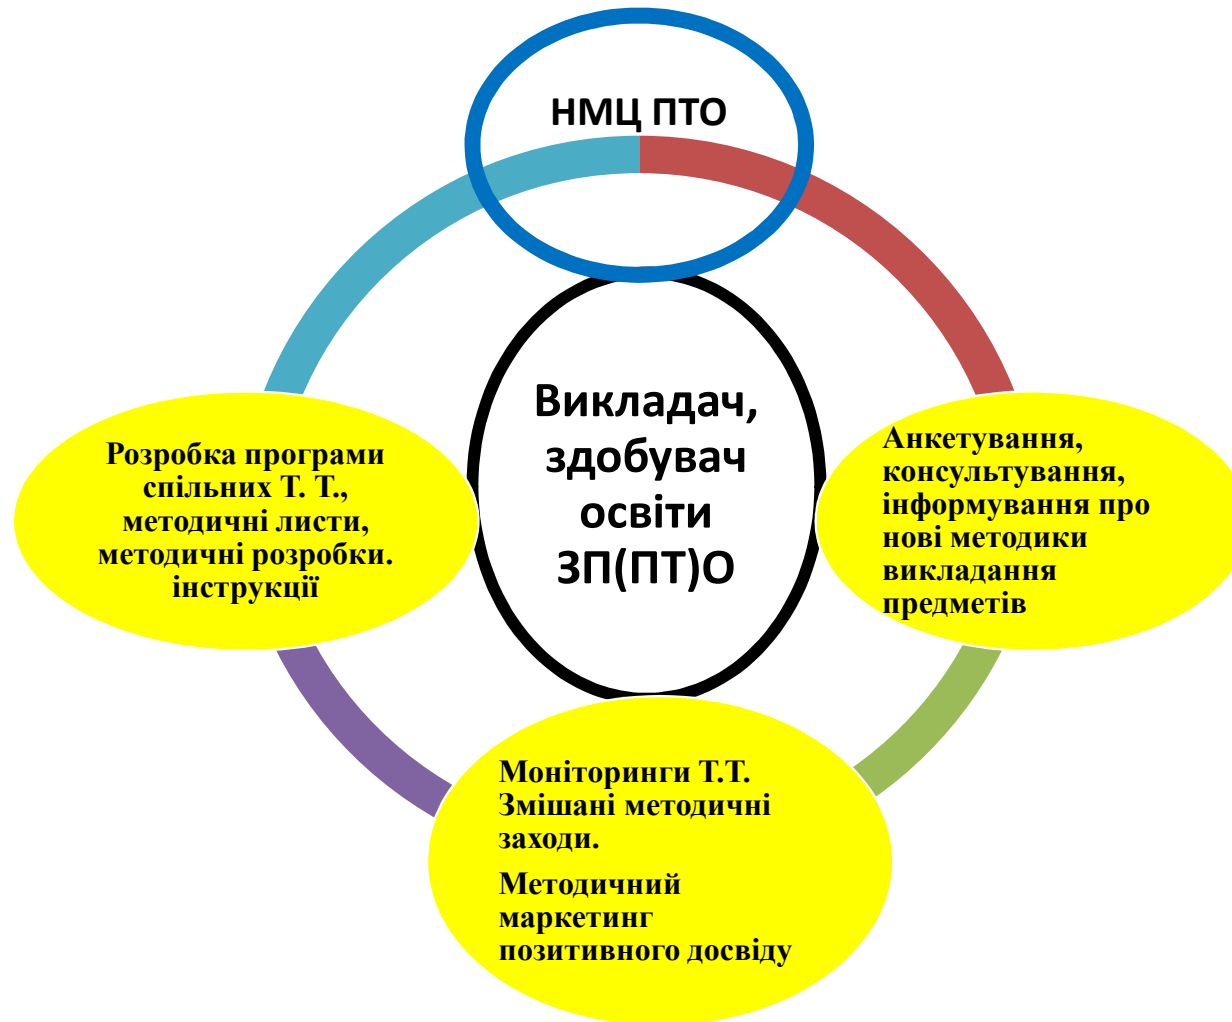 НМЦ ПТО
Викладач,
здобувач
освіти
ЗП(ПТ)О
Розробка програми
спільних Т. Т.,
методичні листи,
методичні розробки.
інструкції
Анкетування,
консультування,
інформування про
нові методики
викладання
предметів
Моніторинги Т.Т.
Змішані методичні
заходи.
Методичний
маркетинг
позитивного досвіду